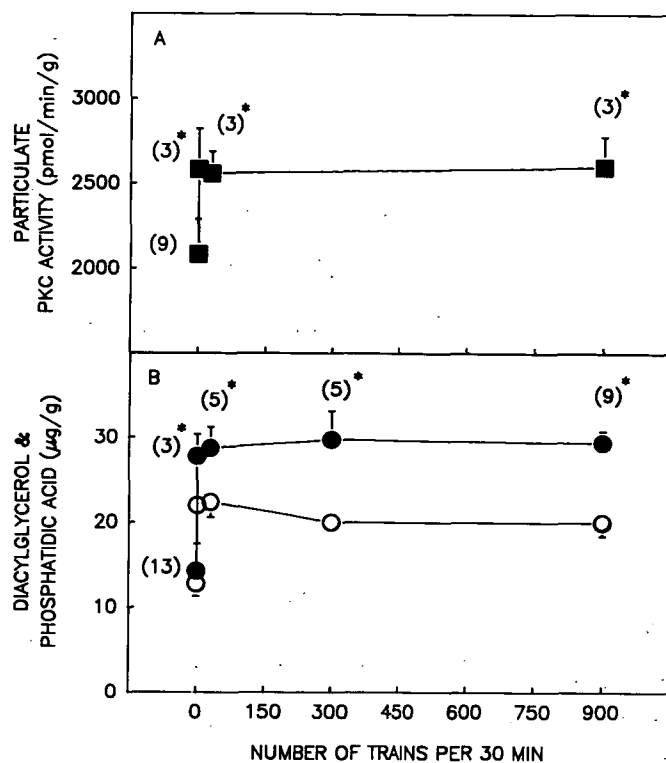 A
PARTICULATE
PKC ACTIVITY (pmol/min/g)
3000
2500
2000
(3)*
(3)*
(3)*
(9)
B
DIACYLGLYCEROL &
PHOSPHATIDIC ACID (µg/g)
30
20
10
0
(3)*
(5)*
(5)*
(9)*
(13)
0 150 300 450 600 750 900
NUMBER OF TRAINS PER 30 MIN